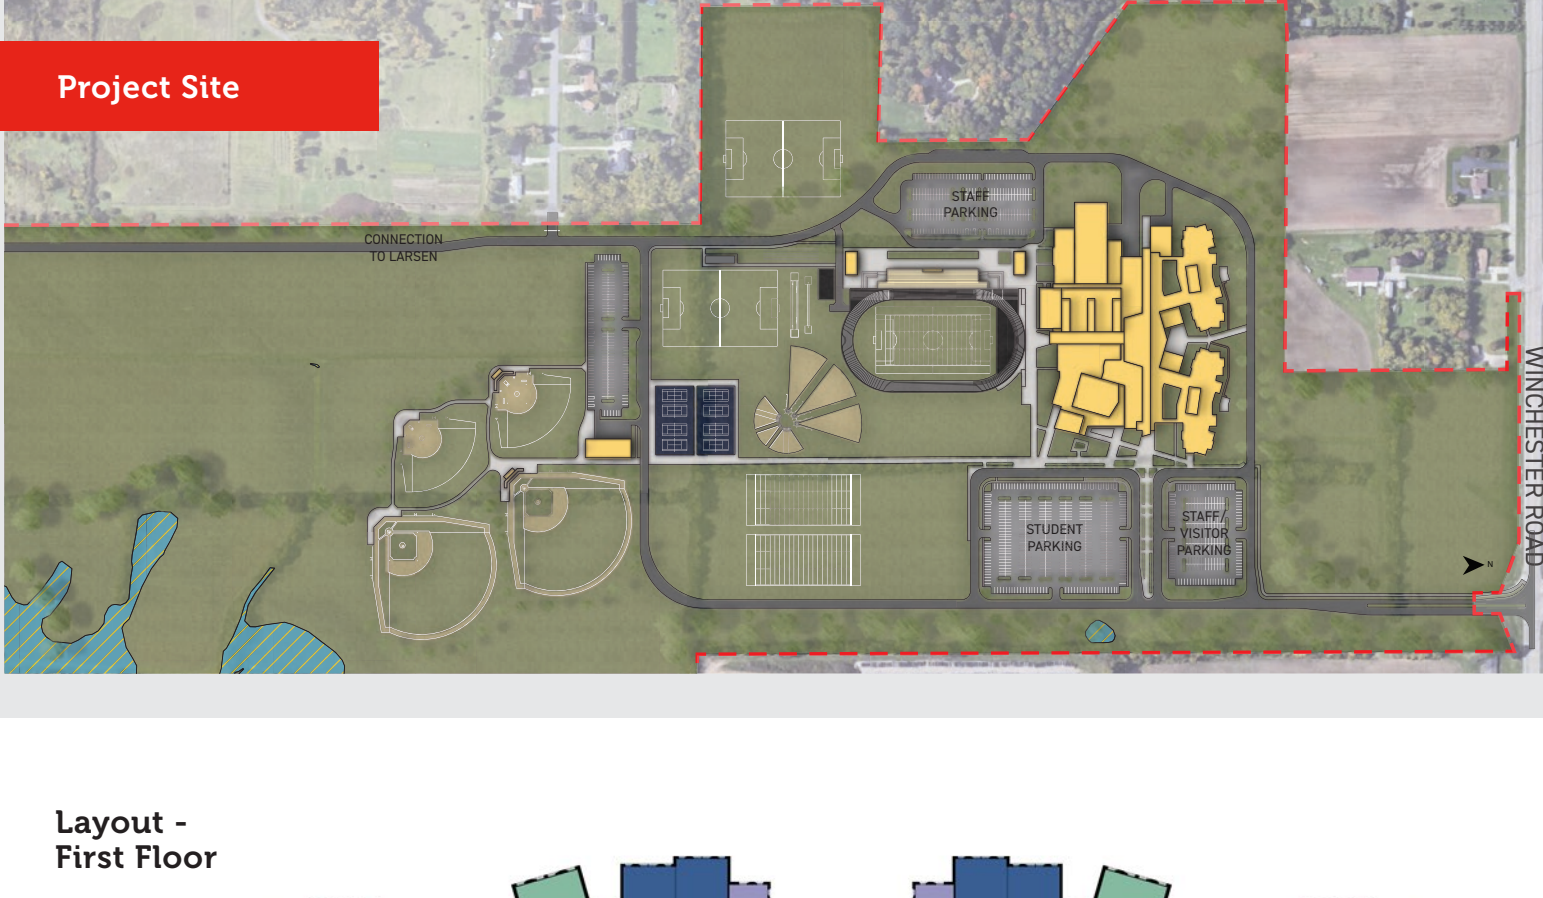 Project Site
STAFF
PARKING
CONNECTION
TO LARSEN
WINCHESTER ROAD
STUDENT
PARKING
STAFF/
VISITOR
PARKING
N
Layout -
First Floor